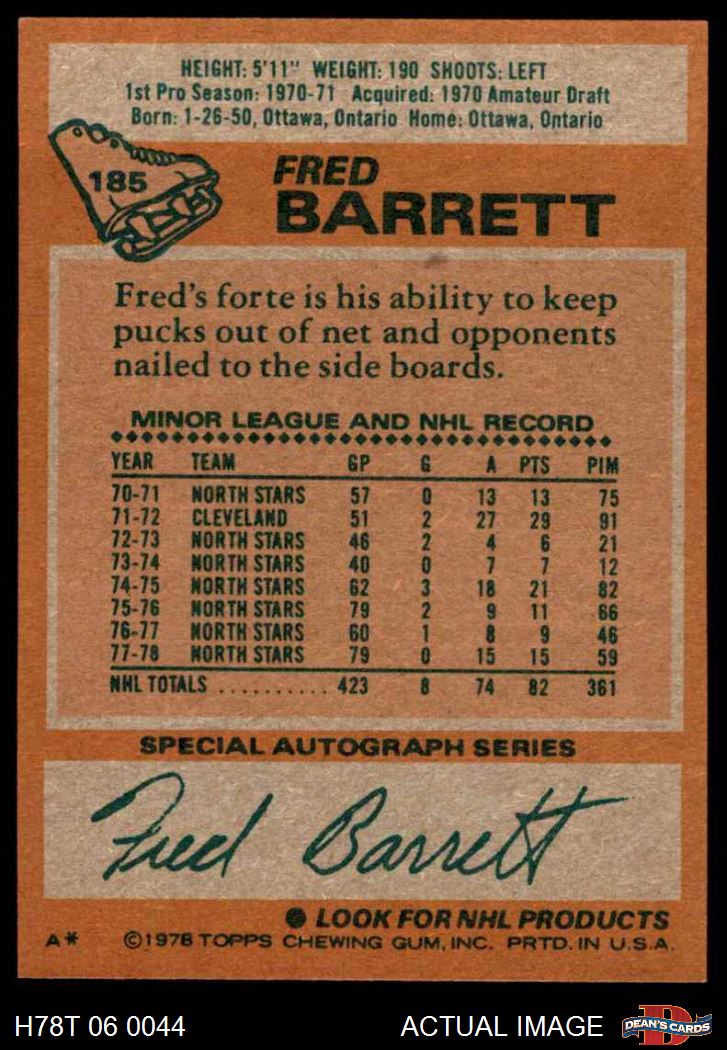 HEIGHT: 5'11" WEIGHT: 190 SHOOTS: LEFT
1st Pro Season: 1970-71 Acquired: 1970 Amateur Draft
Born: 1-26-50, Ottawa, Ontario Home: Ottawa, Ontario
185
FRED
BARRETT
Fred's forte is his ability to keep
pucks out of net and opponents
nailed to the side boards.
MINOR LEAGUE AND NHL RECORD
YEAR TEAM GP G A PTS PIM
70-71 NORTH STARS 57 0 13 13 75
71-72 CLEVELAND 51 2 27 29 91
72-73 NORTH STARS 46 2 4 6 21
73-74 NORTH STARS 40 0 7 7 12
74-75 NORTH STARS 62 3 18 21 82
75-76 NORTH STARS 79 2 9 11 66
76-77 NORTH STARS 60 1 8 9 46
77-78 NORTH STARS 79 0 15 15 59
NHL TOTALS .......... 423 8 74 82 361
SPECIAL AUTOGRAPH SERIES
Fred Barrett
● LOOK FOR NHL PRODUCTS
A* ©1978 TOPPS CHEWING GUM, INC. PRTD. IN U.S.A.
H78T 06 0044 ACTUAL IMAGE D DEAN'S CARDS